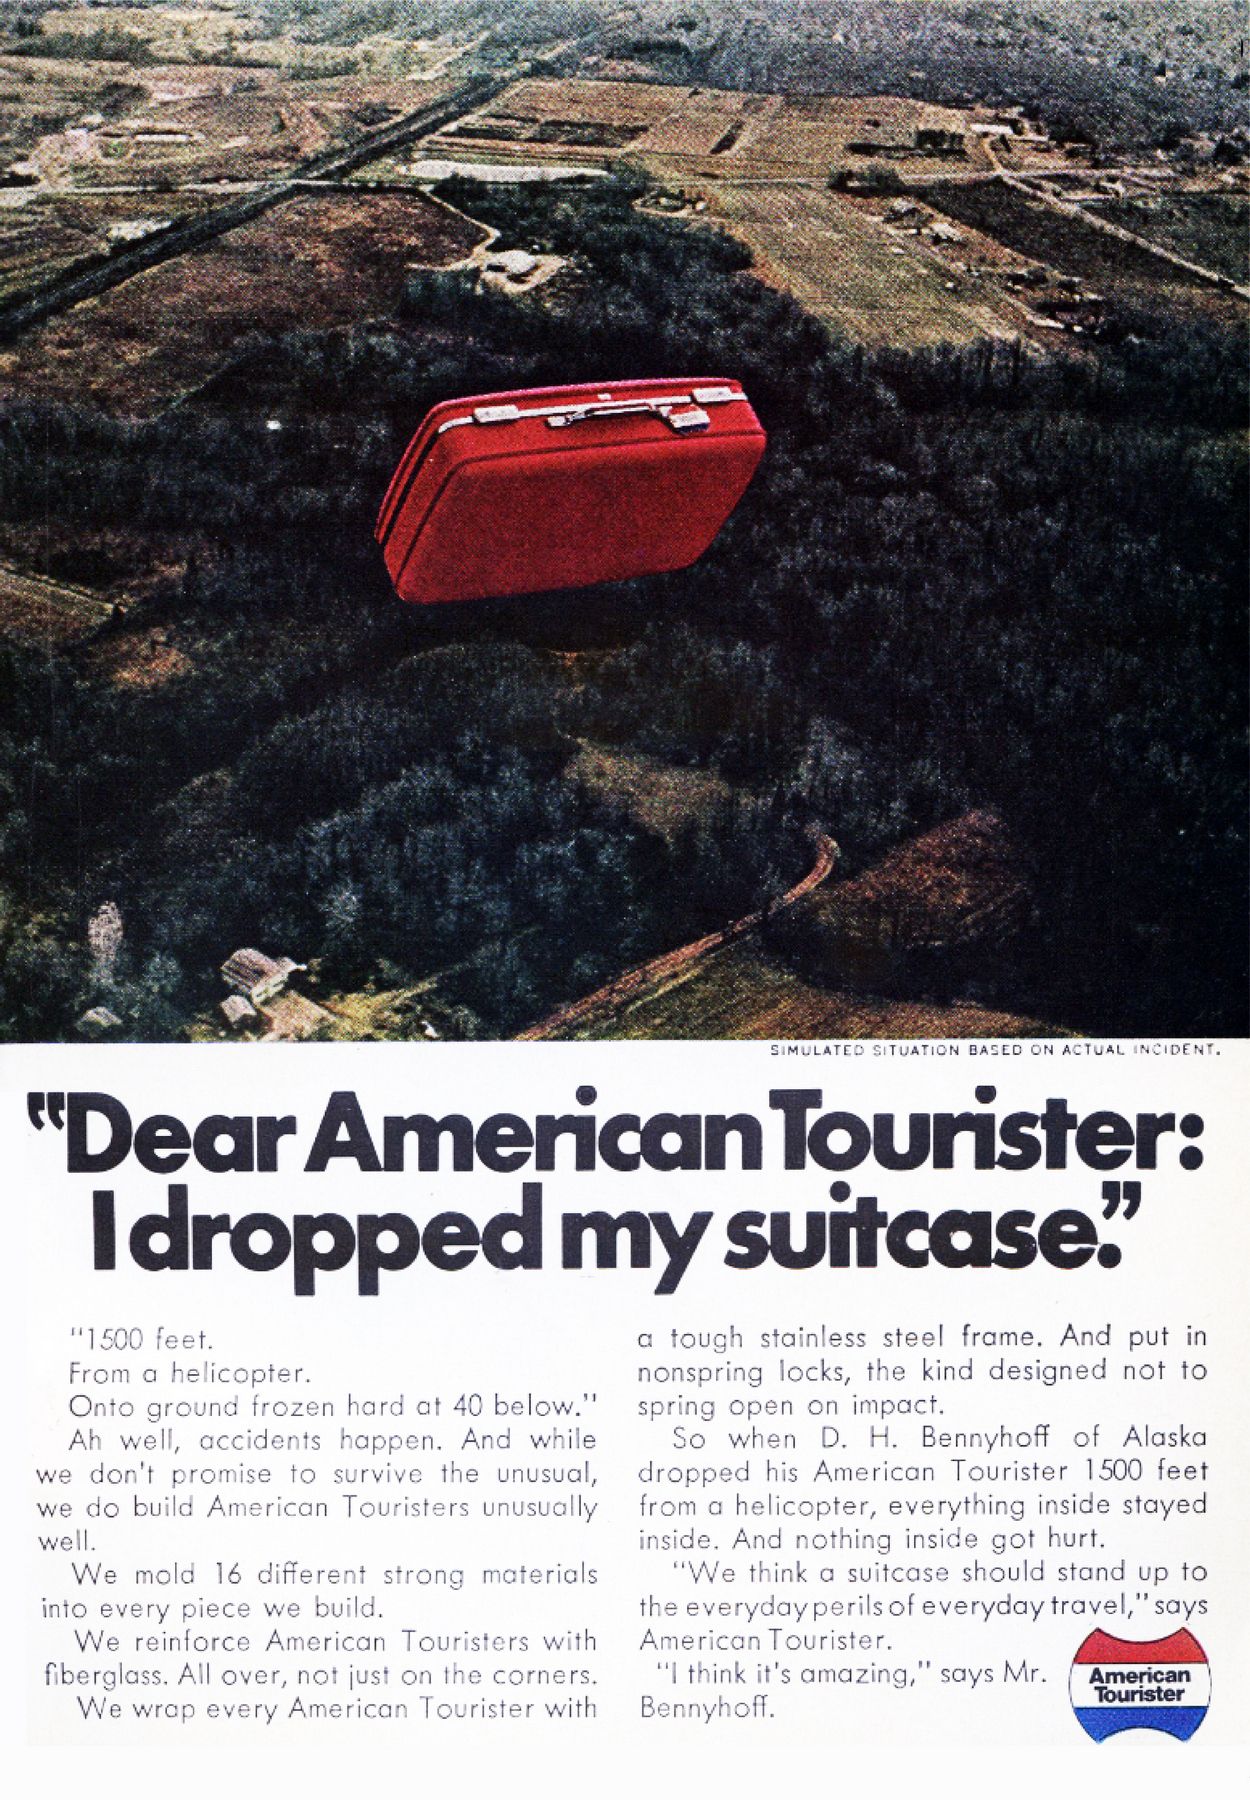 SIMULATED SITUATION BASED ON ACTUAL INCIDENT.
"Dear American Tourister:
I dropped my suitcase."
"1500 feet.
From a helicopter.
Onto ground frozen hard at 40 below."
Ah well, accidents happen. And while
we don't promise to survive the unusual,
we do build American Touristers unusually
well.
We mold 16 different strong materials
into every piece we build.
We reinforce American Touristers with
fiberglass. All over, not just on the corners.
We wrap every American Tourister with
a tough stainless steel frame. And put in
nonspring locks, the kind designed not to
spring open on impact.
So when D. H. Bennyhoff of Alaska
dropped his American Tourister 1500 feet
from a helicopter, everything inside stayed
inside. And nothing inside got hurt.
"We think a suitcase should stand up to
the everyday perils of everyday travel," says
American Tourister.
"I think it's amazing," says Mr.
Bennyhoff.
American
Tourister